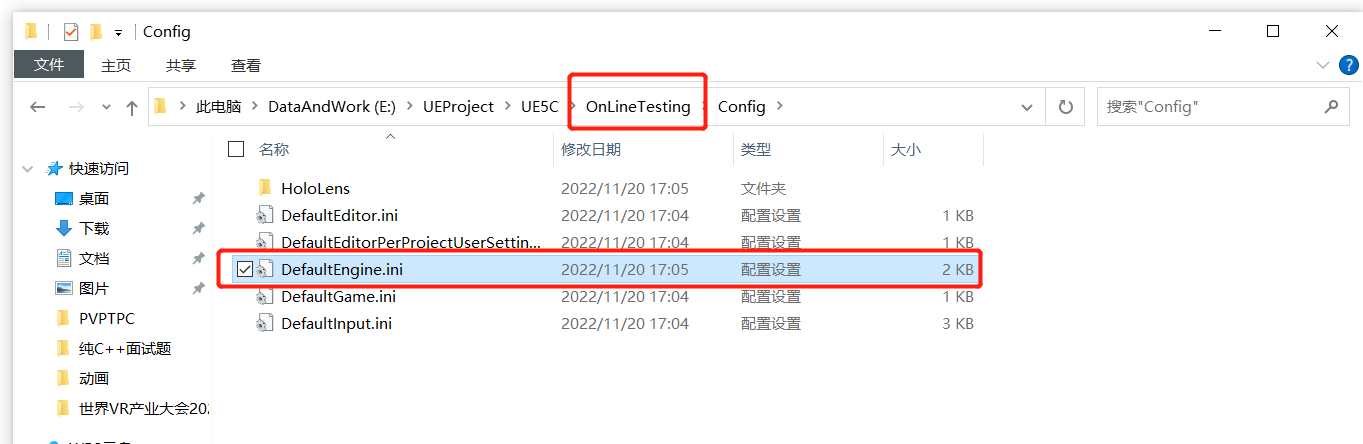 Config
文件 主页 共享 查看
此电脑 DataAndWork (E:) UEProject UE5C OnLineTesting Config 搜索"Config"
名称 修改日期 类型 大小
快速访问
桌面
下载
文档
图片
PVPTPC
纯C++面试题
动画
世界VR产业大会202
HoloLens 2022/11/20 17:05 文件夹
DefaultEditor.ini 2022/11/20 17:04 配置设置 1 KB
DefaultEditorPerProjectUserSettin... 2022/11/20 17:04 配置设置 1 KB
DefaultEngine.ini 2022/11/20 17:05 配置设置 2 KB
DefaultGame.ini 2022/11/20 17:04 配置设置 1 KB
DefaultInput.ini 2022/11/20 17:04 配置设置 3 KB